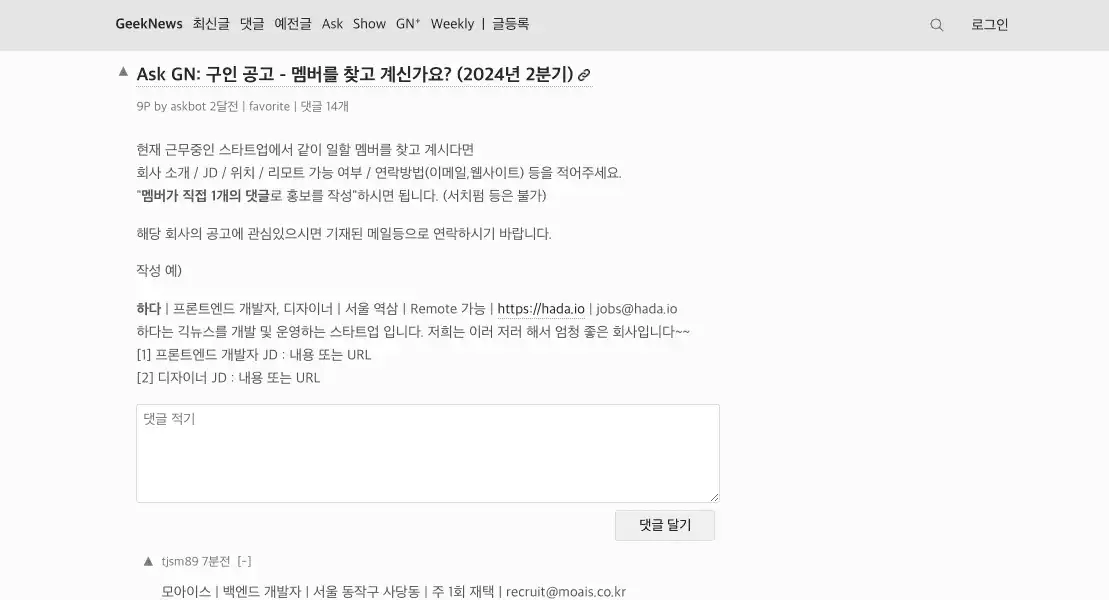 GeekNews 최신글 댓글 예전글 Ask Show GN⁺ Weekly | 글등록 로그인
▲ Ask GN: 구인 공고 - 멤버를 찾고 계신가요? (2024년 2분기)
9P by askbot 2달전 | favorite | 댓글 14개
현재 근무중인 스타트업에서 같이 일할 멤버를 찾고 계시다면
회사 소개 / JD / 위치 / 리모트 가능 여부 / 연락방법(이메일,웹사이트) 등을 적어주세요.
"멤버가 직접 1개의 댓글로 홍보를 작성"하시면 됩니다. (서치펌 등은 불가)
해당 회사의 공고에 관심있으시면 기재된 메일등으로 연락하시기 바랍니다.
작성 예)
하다 | 프론트엔드 개발자, 디자이너 | 서울 역삼 | Remote 가능 | https://hada.io | jobs@hada.io
하다는 긱뉴스를 개발 및 운영하는 스타트업 입니다. 저희는 이러 저러 해서 엄청 좋은 회사입니다~~
[1] 프론트엔드 개발자 JD : 내용 또는 URL
[2] 디자이너 JD : 내용 또는 URL
댓글 적기
댓글 달기
▲ tjsm89 7분전 [-]
모아이스 | 백엔드 개발자 | 서울 동작구 사당동 | 주 1회 재택 | recruit@moais.co.kr